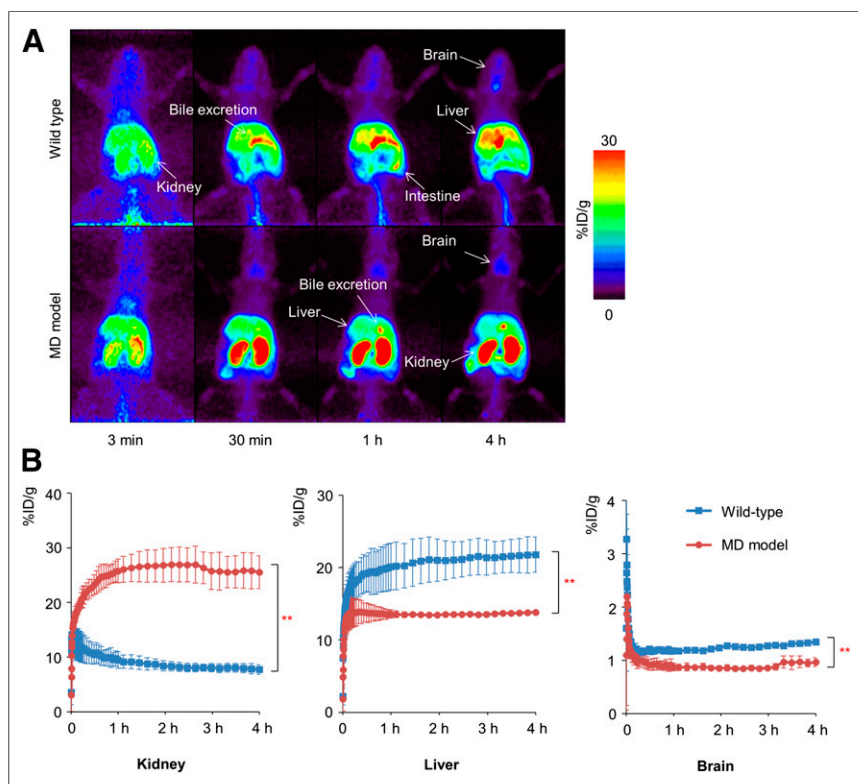 A
Wild type
Bile excretion
Kidney
Brain
Liver
Intestine
MD model
Brain
Bile excretion
Liver
Kidney
3 min
30 min
1 h
4 h
30
%ID/g
0
B
%ID/g
40
30
20
10
0
0
1 h
2 h
3 h
4 h
**
Kidney
%ID/g
30
20
10
0
0
1 h
2 h
3 h
4 h
**
Liver
%ID/g
4
3
2
1
0
0
1 h
2 h
3 h
4 h
Wild-type
MD model
**
Brain